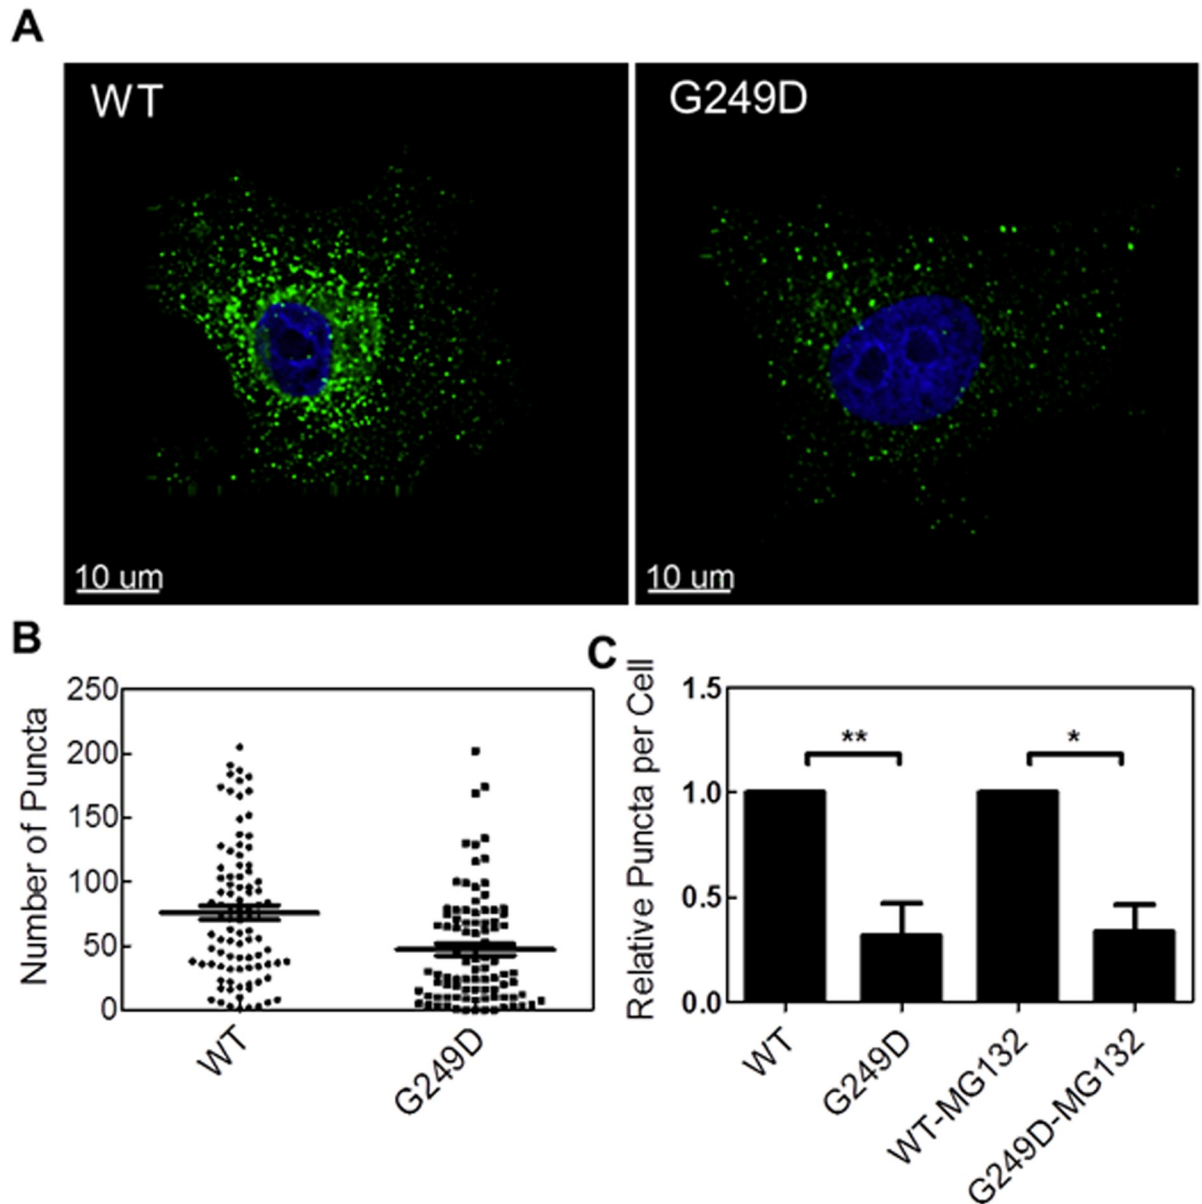 A
WT
G249D
10 um
10 um
B
Number of Puncta
250
200
150
100
50
0
WT
G249D
C
Relative Puncta per Cell
1.5
1.0
0.5
0.0
**
*
WT
G249D
WT-MG132
G249D-MG132